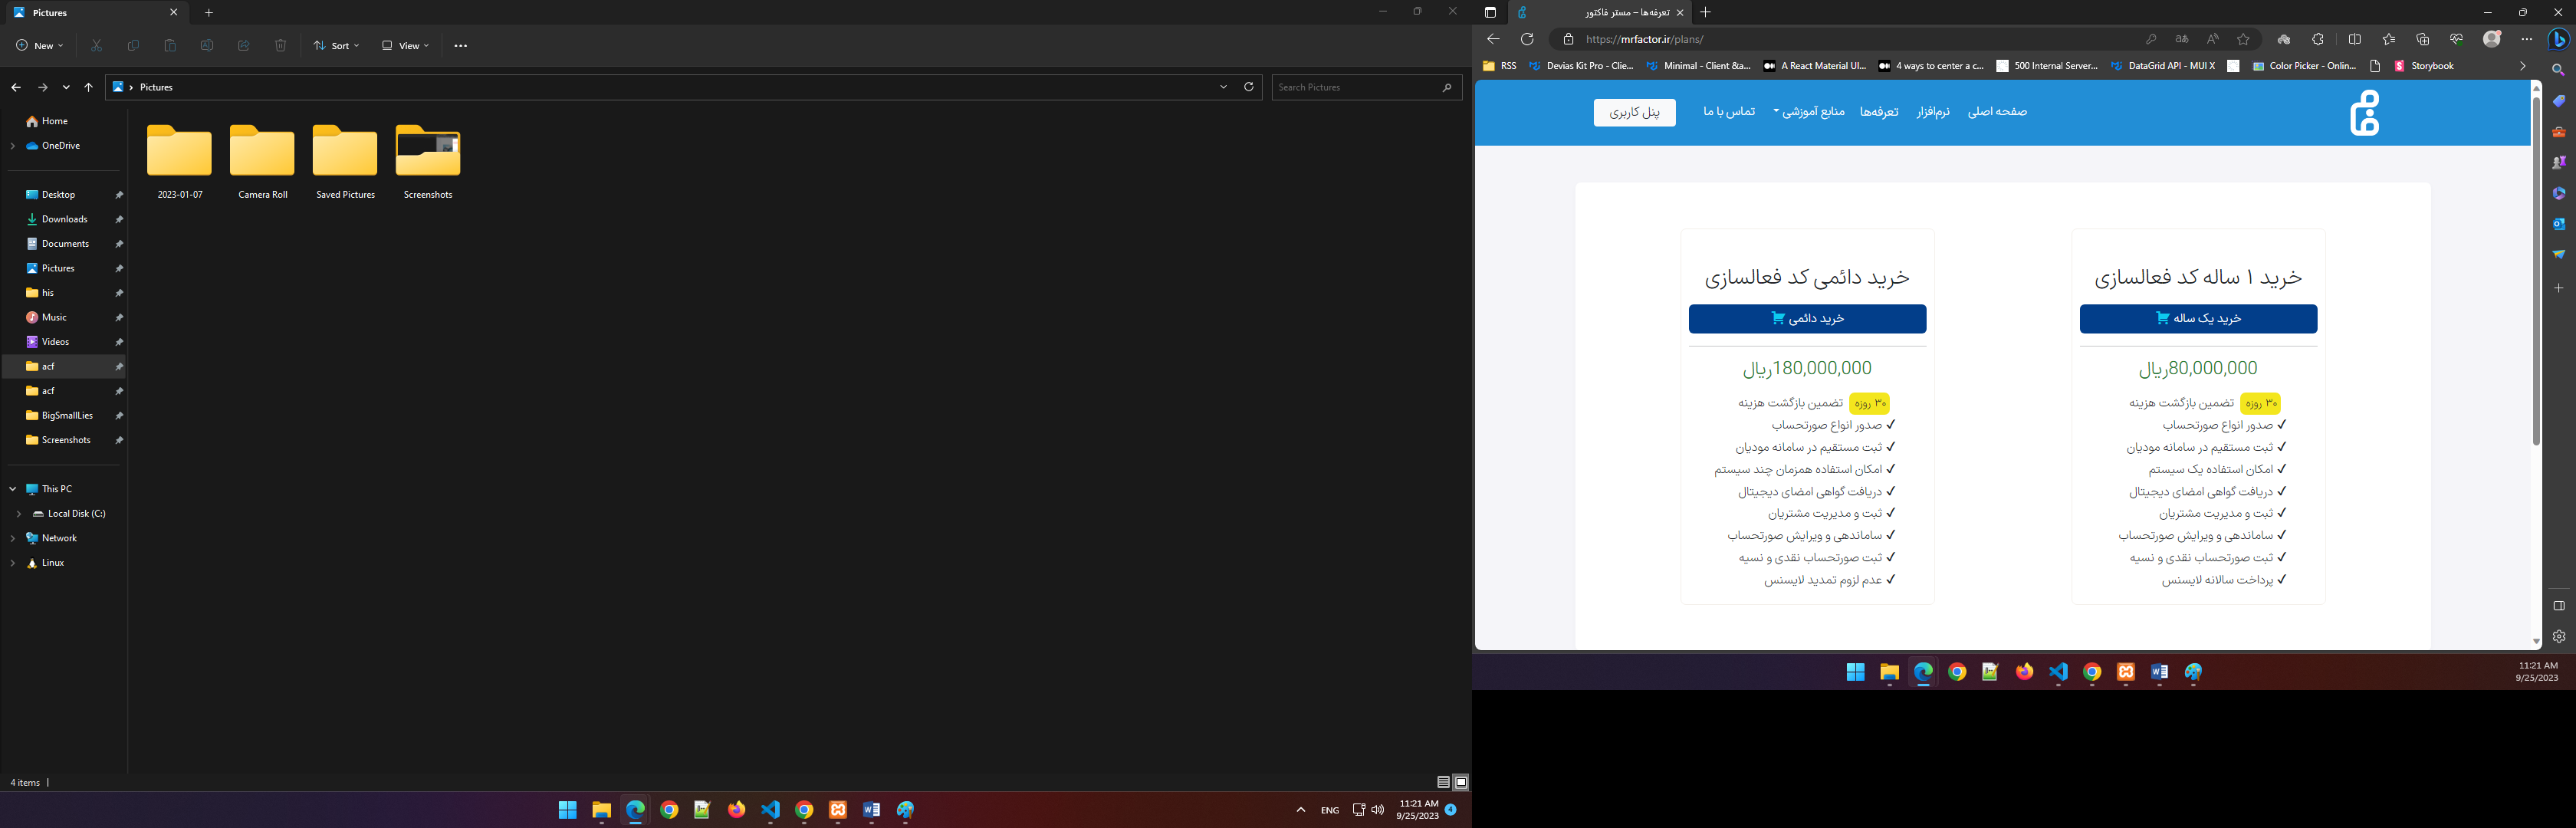 Pictures
New
Sort
View
Pictures
Search Pictures
Home
OneDrive
Desktop
Downloads
Documents
Pictures
his
Music
Videos
acf
acf
BigSmallLies
Screenshots
This PC
Local Disk (C:)
Network
Linux
2023-01-07
Camera Roll
Saved Pictures
Screenshots
4 items
ENG
11:21 AM
9/25/2023
4
تعرفه‌ها – مستر فاکتور
https://mrfactor.ir/plans/
RSS
Devias Kit Pro - Clie...
Minimal - Client &a...
A React Material UI...
4 ways to center a c...
500 Internal Server...
DataGrid API - MUI X
Color Picker - Onlin...
Storybook
صفحه اصلی
نرم‌افزار
تعرفه‌ها
منابع آموزشی
تماس با ما
پنل کاربری
خرید ۱ ساله کد فعالسازی
خرید یک ساله
80,000,000ریال
۳۰ روزه تضمین بازگشت هزینه
✔ صدور انواع صورتحساب
✔ ثبت مستقیم در سامانه مودیان
✔ امکان استفاده یک سیستم
✔ دریافت گواهی امضای دیجیتال
✔ ثبت و مدیریت مشتریان
✔ ساماندهی و ویرایش صورتحساب
✔ ثبت صورتحساب نقدی و نسیه
✔ پرداخت سالانه لایسنس
خرید دائمی کد فعالسازی
خرید دائمی
180,000,000ریال
۳۰ روزه تضمین بازگشت هزینه
✔ صدور انواع صورتحساب
✔ ثبت مستقیم در سامانه مودیان
✔ امکان استفاده همزمان چند سیستم
✔ دریافت گواهی امضای دیجیتال
✔ ثبت و مدیریت مشتریان
✔ ساماندهی و ویرایش صورتحساب
✔ ثبت صورتحساب نقدی و نسیه
✔ عدم لزوم تمدید لایسنس
11:21 AM
9/25/2023